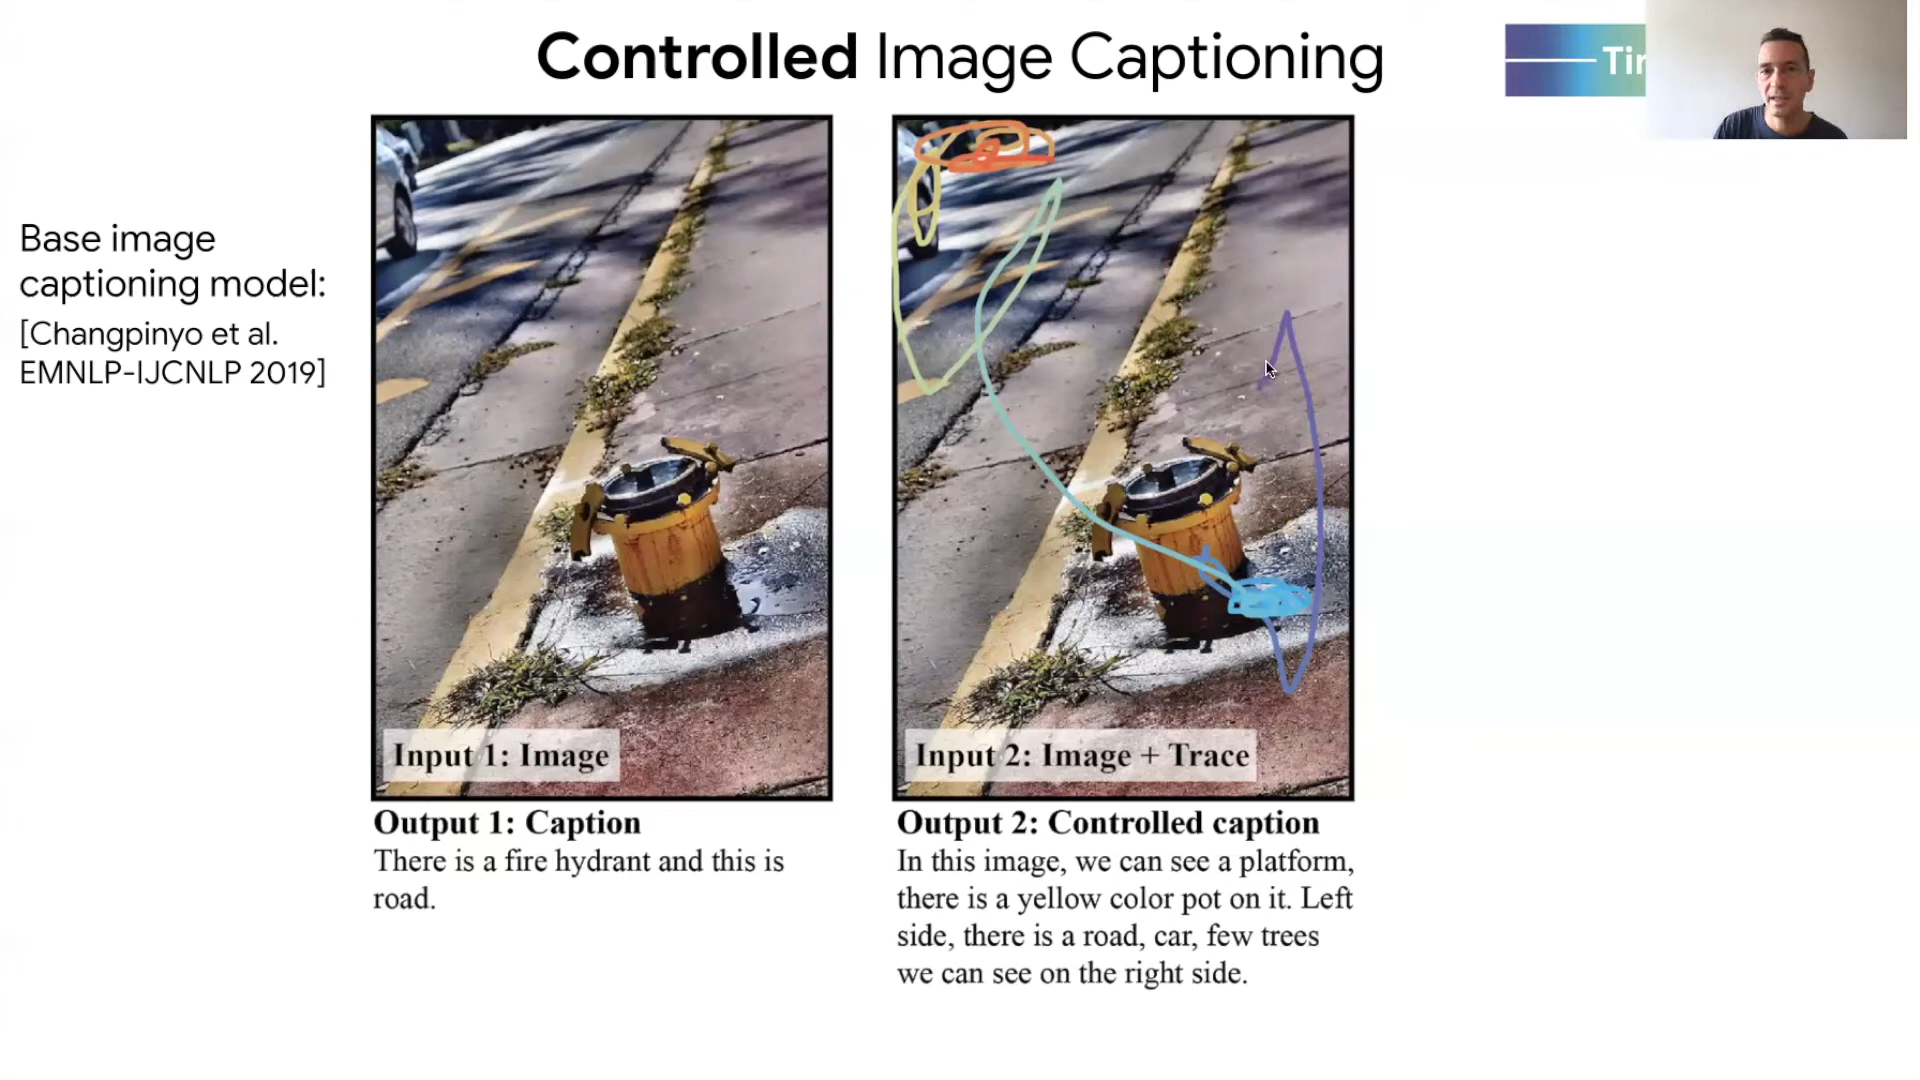 Controlled Image Captioning
Base image
captioning model:
[Changpinyo et al.
EMNLP-IJCNLP 2019]
Input 1: Image
Output 1: Caption
There is a fire hydrant and this is
road.
Input 2: Image + Trace
Output 2: Controlled caption
In this image, we can see a platform,
there is a yellow color pot on it. Left
side, there is a road, car, few trees
we can see on the right side.